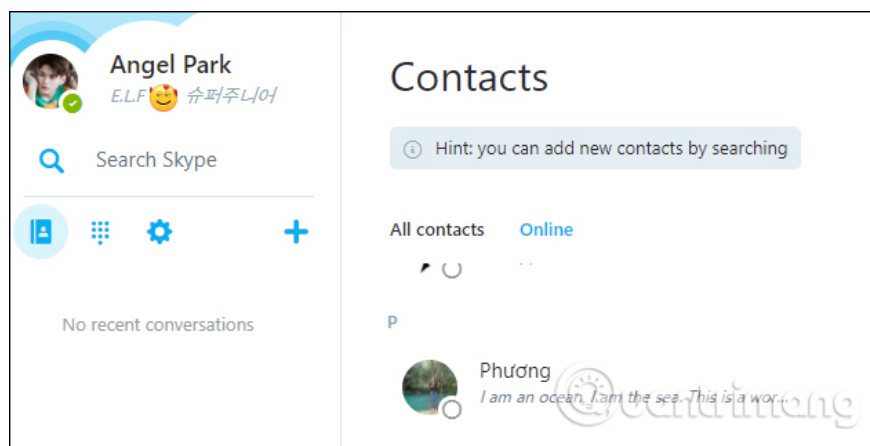 Angel Park
E.L.F 😍 슈퍼주니어
Search Skype
No recent conversations
Contacts
Hint: you can add new contacts by searching
All contacts Online
P
Phương
I am an ocean, I am the sea. This is a wor...
uantrimang